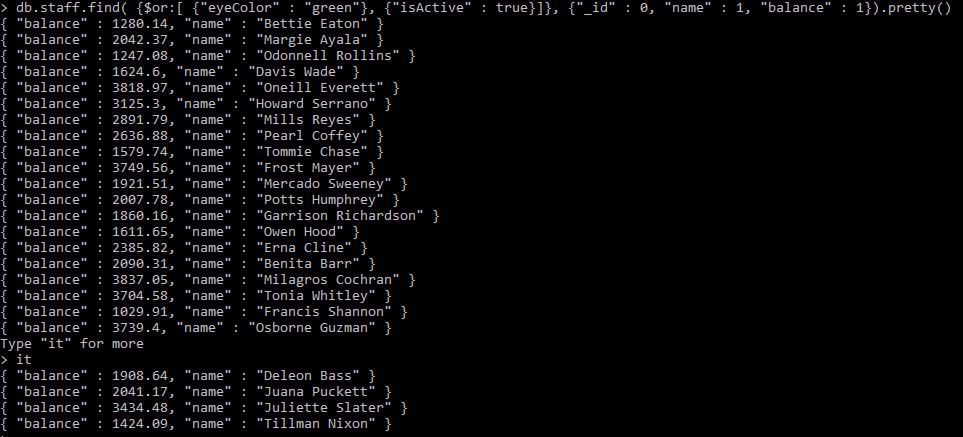 > db.staff.find( {$or:[ {"eyeColor" : "green"}, {"isActive" : true}]}, {"_id" : 0, "name" : 1, "balance" : 1}).pretty()
{ "balance" : 1280.14, "name" : "Bettie Eaton" }
{ "balance" : 2042.37, "name" : "Margie Ayala" }
{ "balance" : 1247.08, "name" : "Odonnell Rollins" }
{ "balance" : 1624.6, "name" : "Davis Wade" }
{ "balance" : 3818.97, "name" : "Oneill Everett" }
{ "balance" : 3125.3, "name" : "Howard Serrano" }
{ "balance" : 2891.79, "name" : "Mills Reyes" }
{ "balance" : 2636.88, "name" : "Pearl Coffey" }
{ "balance" : 1579.74, "name" : "Tommie Chase" }
{ "balance" : 3749.56, "name" : "Frost Mayer" }
{ "balance" : 1921.51, "name" : "Mercado Sweeney" }
{ "balance" : 2007.78, "name" : "Potts Humphrey" }
{ "balance" : 1860.16, "name" : "Garrison Richardson" }
{ "balance" : 1611.65, "name" : "Owen Hood" }
{ "balance" : 2385.82, "name" : "Erna Cline" }
{ "balance" : 2090.31, "name" : "Benita Barr" }
{ "balance" : 3837.05, "name" : "Milagros Cochran" }
{ "balance" : 3704.58, "name" : "Tonia Whitley" }
{ "balance" : 1029.91, "name" : "Francis Shannon" }
{ "balance" : 3739.4, "name" : "Osborne Guzman" }
Type "it" for more
> it
{ "balance" : 1908.64, "name" : "Deleon Bass" }
{ "balance" : 2041.17, "name" : "Juana Puckett" }
{ "balance" : 3434.48, "name" : "Juliette Slater" }
{ "balance" : 1424.09, "name" : "Tillman Nixon" }